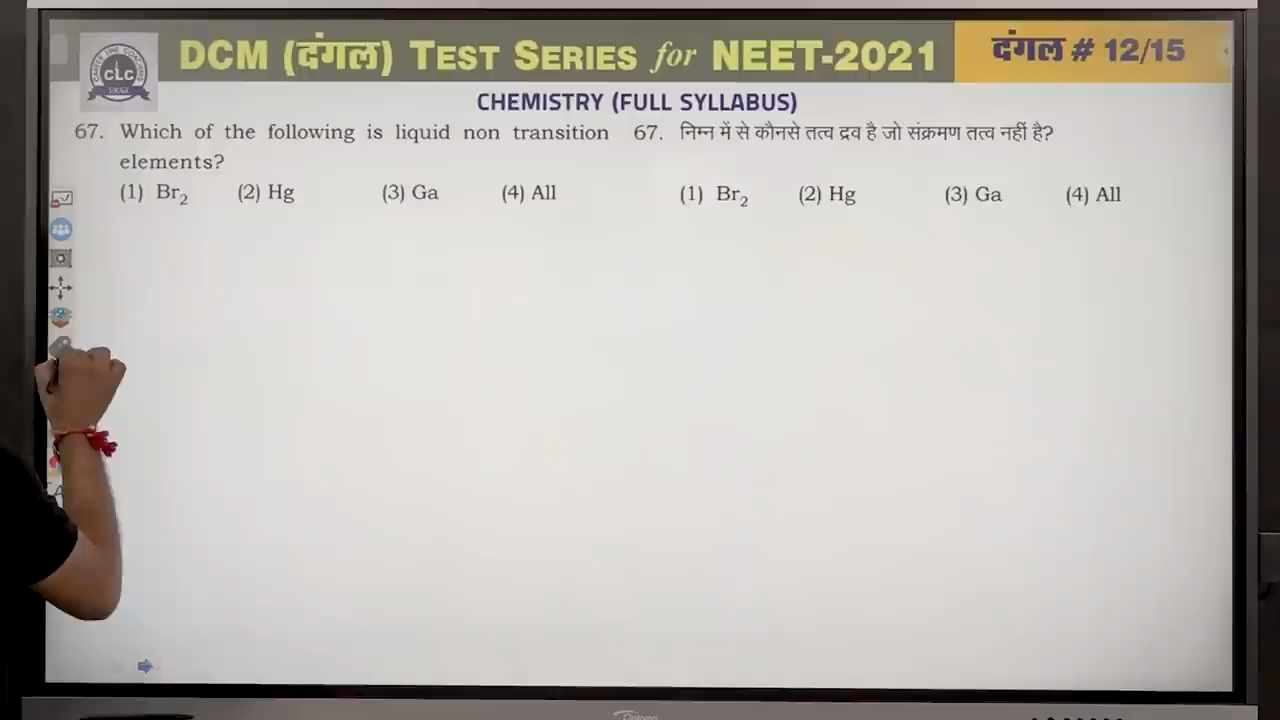 DCM (दंगल) TEST SERIES for NEET-2021
दंगल # 12/15
CLC
SIKAR
CHEMISTRY (FULL SYLLABUS)
67. Which of the following is liquid non transition
elements?
(1) Br2 (2) Hg (3) Ga (4) All
67. निम्न में से कौनसे तत्व द्रव है जो संक्रमण तत्व नहीं है?
(1) Br2 (2) Hg (3) Ga (4) All
Optoma